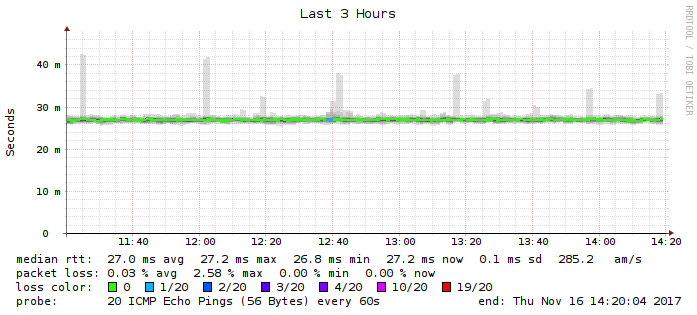 Last 3 Hours
RRDTOOL / TOBI OETIKER
Seconds
40 m
30 m
20 m
10 m
0
11:40 12:00 12:20 12:40 13:00 13:20 13:40 14:00 14:20
median rtt: 27.0 ms avg 27.2 ms max 26.8 ms min 27.2 ms now 0.1 ms sd 285.2 am/s
packet loss: 0.03 % avg 2.58 % max 0.00 % min 0.00 % now
loss color: 0 1/20 2/20 3/20 4/20 10/20 19/20
probe: 20 ICMP Echo Pings (56 Bytes) every 60s end: Thu Nov 16 14:20:04 2017